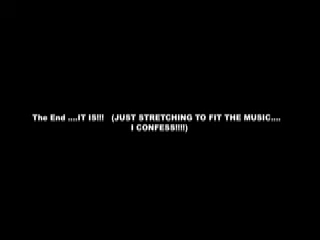 The End ....IT IS!!!   (JUST STRETCHING TO FIT THE MUSIC....
I CONFESS!!!!)